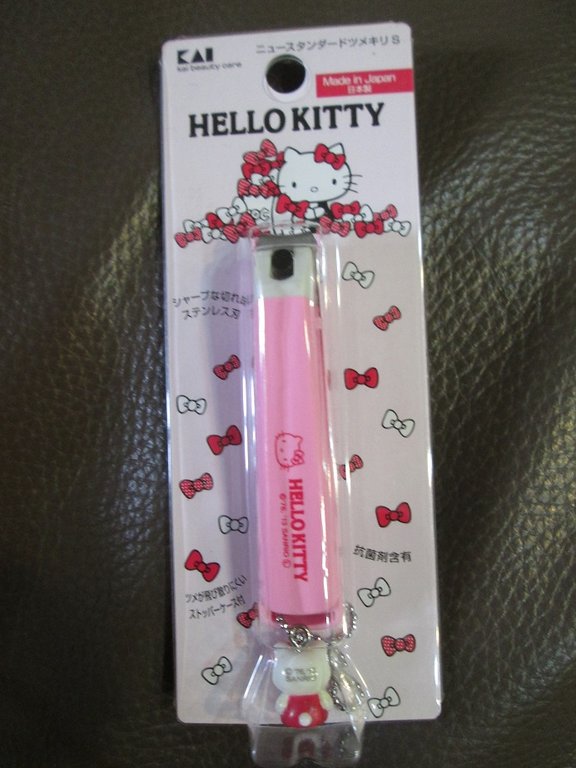 KAI
kai beauty care
ニュースタンダードツメキリ S
Made in Japan
日本製
HELLO KITTY
シャープな切れ味
ステンレス刃
HELLO KITTY
抗菌剤含有
ツメが飛び散りにくい
ストッパーケース付
SANRIO